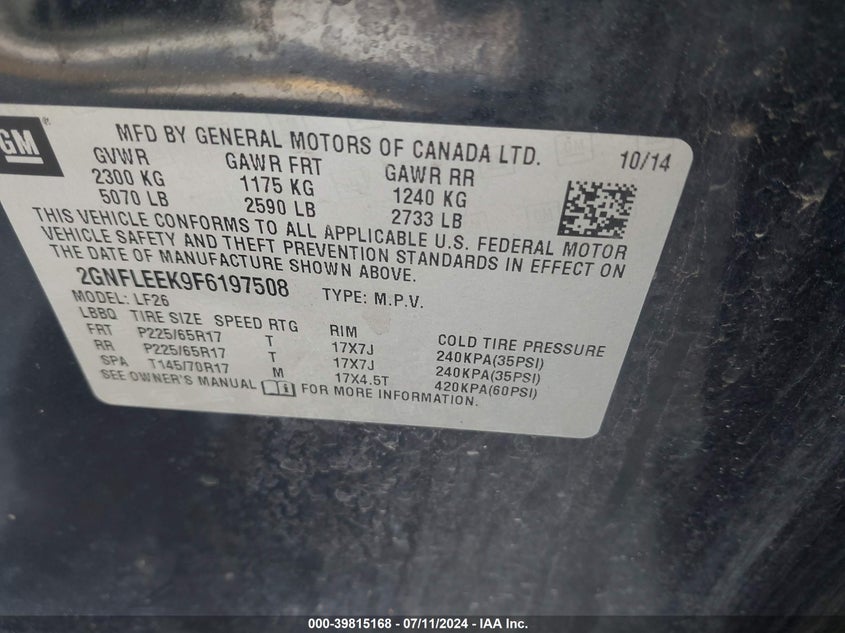 GM®
MFD BY GENERAL MOTORS OF CANADA LTD. 10/14
GVWR GAWR FRT GAWR RR
2300 KG 1175 KG 1240 KG
5070 LB 2590 LB 2733 LB
THIS VEHICLE CONFORMS TO ALL APPLICABLE U.S. FEDERAL MOTOR
VEHICLE SAFETY AND THEFT PREVENTION STANDARDS IN EFFECT ON
THE DATE OF MANUFACTURE SHOWN ABOVE.
2GNFLEEK9F6197508 TYPE: M.P.V.
MODEL: LF26
LBBQ TIRE SIZE SPEED RTG RIM COLD TIRE PRESSURE
FRT P225/65R17 T 17X7J 240KPA(35PSI)
RR P225/65R17 T 17X7J 240KPA(35PSI)
SPA T145/70R17 M 17X4.5T 420KPA(60PSI)
SEE OWNER'S MANUAL FOR MORE INFORMATION.
000-39815168 - 07/11/2024 - IAA Inc.